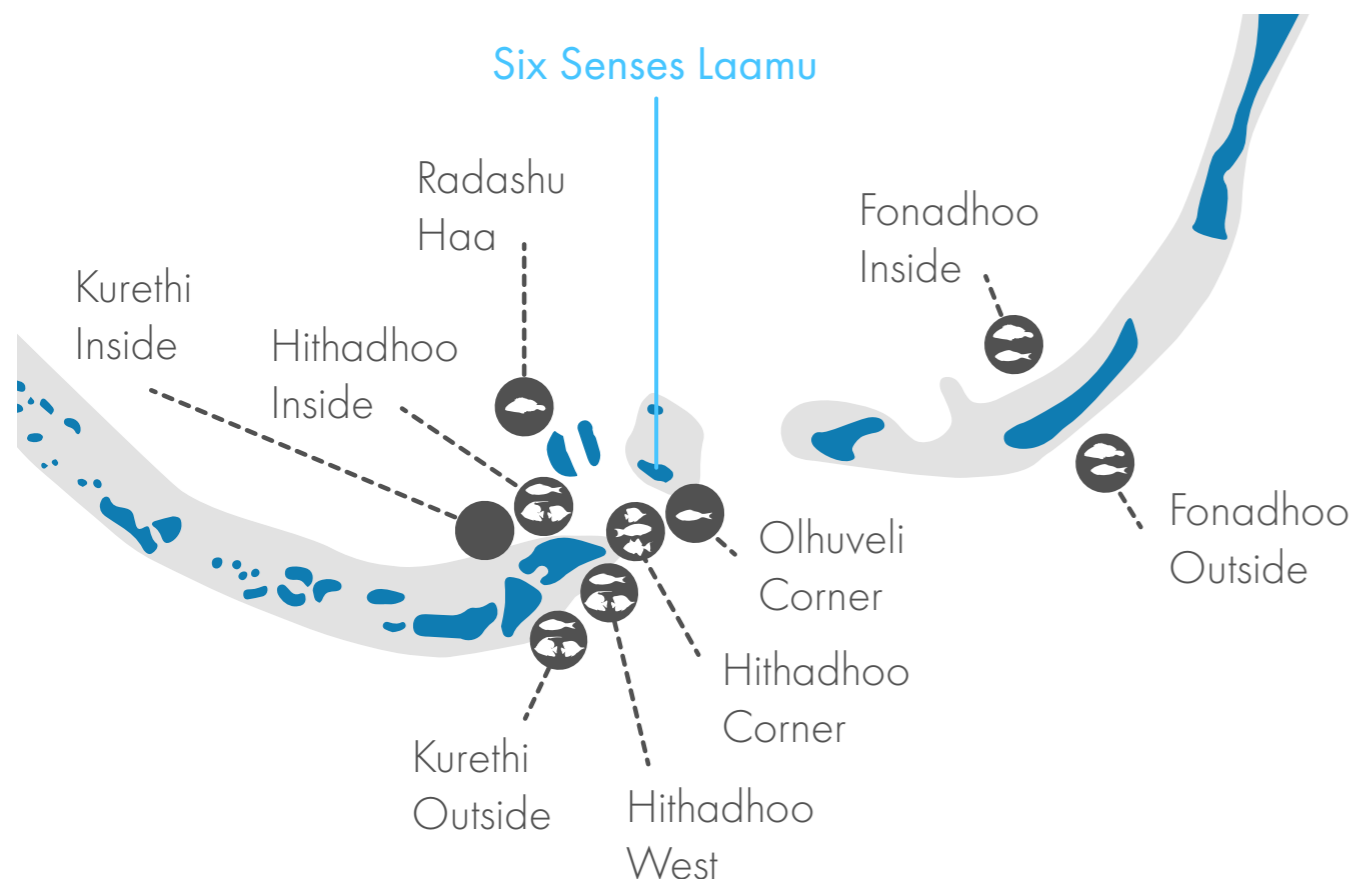 Six Senses Laamu
Radashu
Haa
Fonadhoo
Inside
Kurethi
Inside
Hithadhoo
Inside
Olhuveli
Corner
Fonadhoo
Outside
Hithadhoo
Corner
Kurethi
Outside
Hithadhoo
West